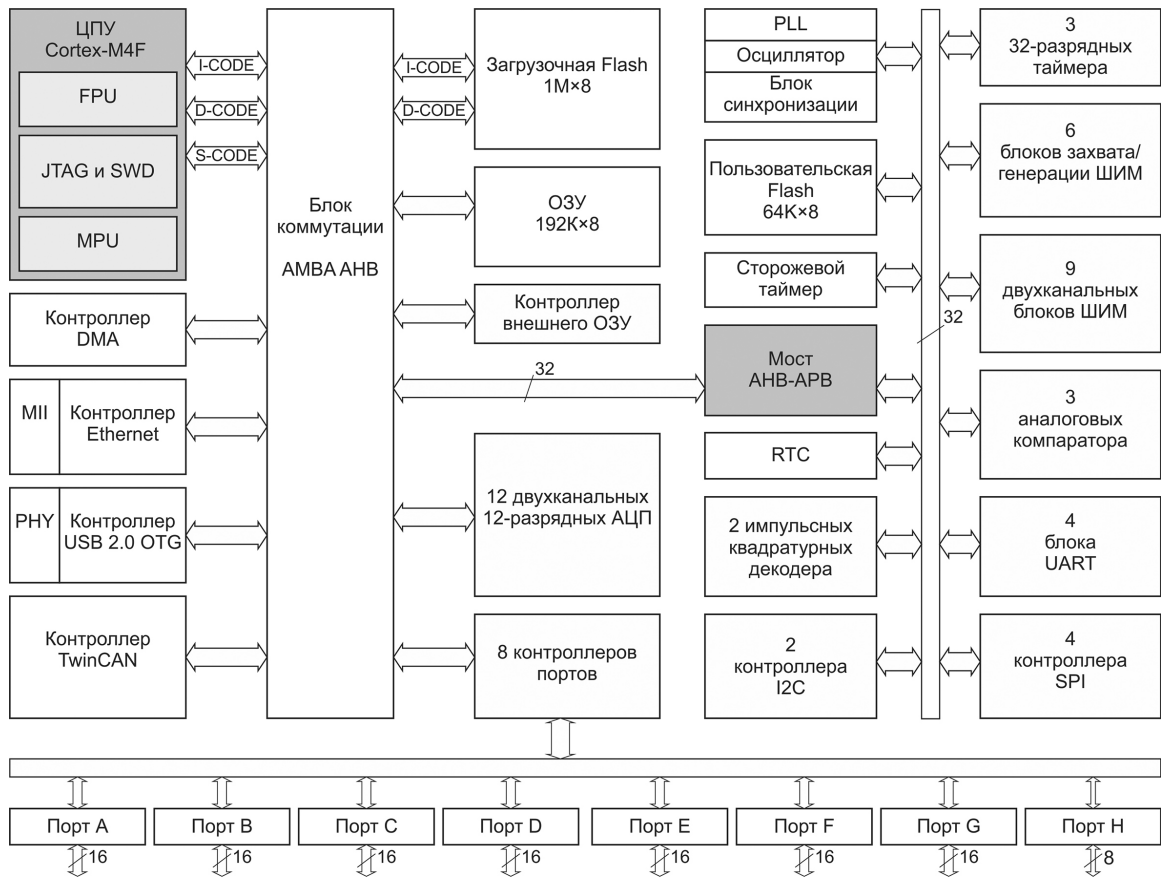 ЦПУ
Cortex-M4F
FPU
JTAG и SWD
MPU
I-CODE
D-CODE
S-CODE
Контроллер
DMA
MII
Контроллер
Ethernet
PHY
Контроллер
USB 2.0 OTG
Контроллер
TwinCAN
Блок
коммутации
AMBA AHB
I-CODE
D-CODE
Загрузочная Flash
1М×8
ОЗУ
192К×8
Контроллер
внешнего ОЗУ
32
12 двухканальных
12-разрядных АЦП
8 контроллеров
портов
PLL
Осциллятор
Блок
синхронизации
Пользовательская
Flash
64К×8
Сторожевой
таймер
Мост
AHB-APB
RTC
2 импульсных
квадратурных
декодера
2
контроллера
I2C
32
3
32-разрядных
таймера
6
блоков захвата/
генерации ШИМ
9
двухканальных
блоков ШИМ
3
аналоговых
компаратора
4
блока
UART
4
контроллера
SPI
Порт A
Порт B
Порт C
Порт D
Порт E
Порт F
Порт G
Порт H
16
16
16
16
16
16
16
8